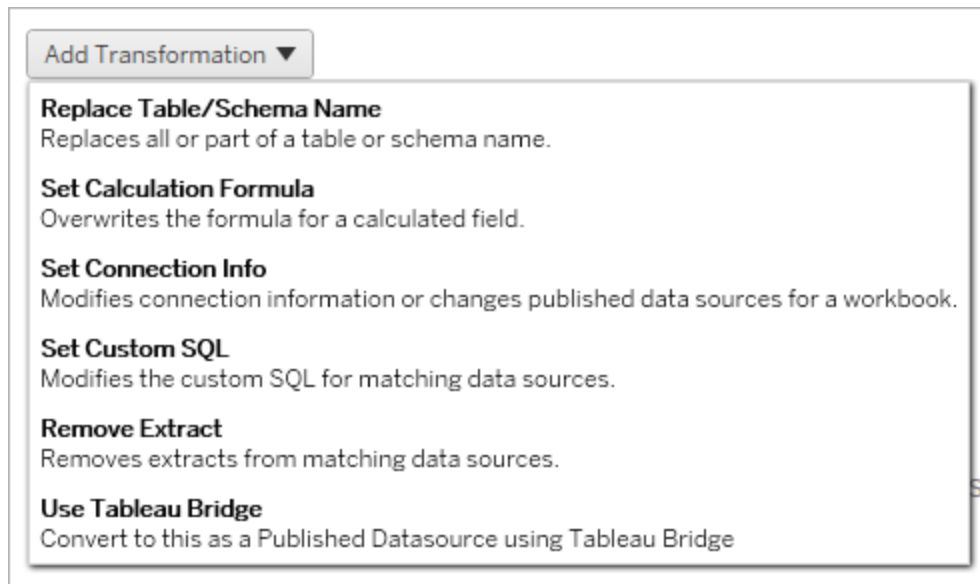 Add Transformation ▼
Replace Table/Schema Name
Replaces all or part of a table or schema name.
Set Calculation Formula
Overwrites the formula for a calculated field.
Set Connection Info
Modifies connection information or changes published data sources for a workbook.
Set Custom SQL
Modifies the custom SQL for matching data sources.
Remove Extract
Removes extracts from matching data sources.
Use Tableau Bridge
Convert to this as a Published Datasource using Tableau Bridge